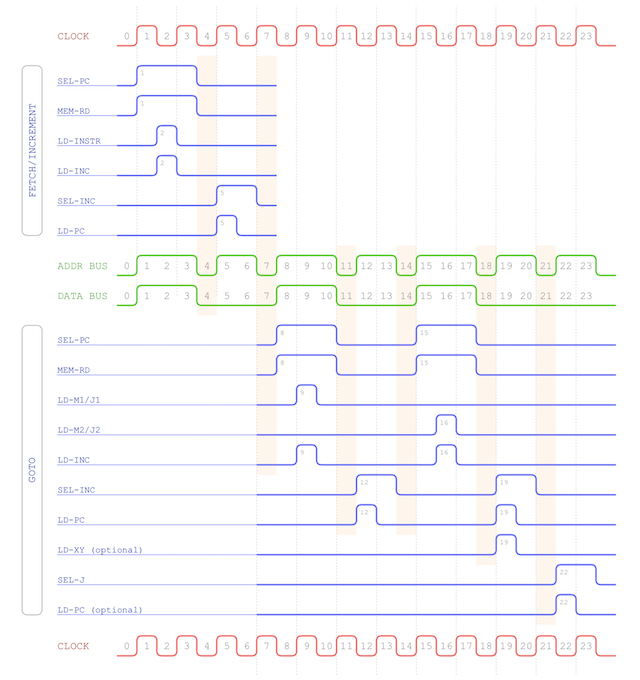 CLOCK 0 1 2 3 4 5 6 7 8 9 10 11 12 13 14 15 16 17 18 19 20 21 22 23
FETCH/INCREMENT
SEL-PC 1
MEM-RD 1
LD-INSTR 2
LD-INC 2
SEL-INC 5
LD-PC 5
ADDR BUS 0 1 2 3 4 5 6 7 8 9 10 11 12 13 14 15 16 17 18 19 20 21 22 23
DATA BUS 0 1 2 3 4 5 6 7 8 9 10 11 12 13 14 15 16 17 18 19 20 21 22 23
GOTO
SEL-PC 8 15
MEM-RD 8 15
LD-M1/J1 9
LD-M2/J2 16
LD-INC 9 16
SEL-INC 12 19
LD-PC 12 19
LD-XY (optional) 19
SEL-J 22
LD-PC (optional) 22
CLOCK 0 1 2 3 4 5 6 7 8 9 10 11 12 13 14 15 16 17 18 19 20 21 22 23